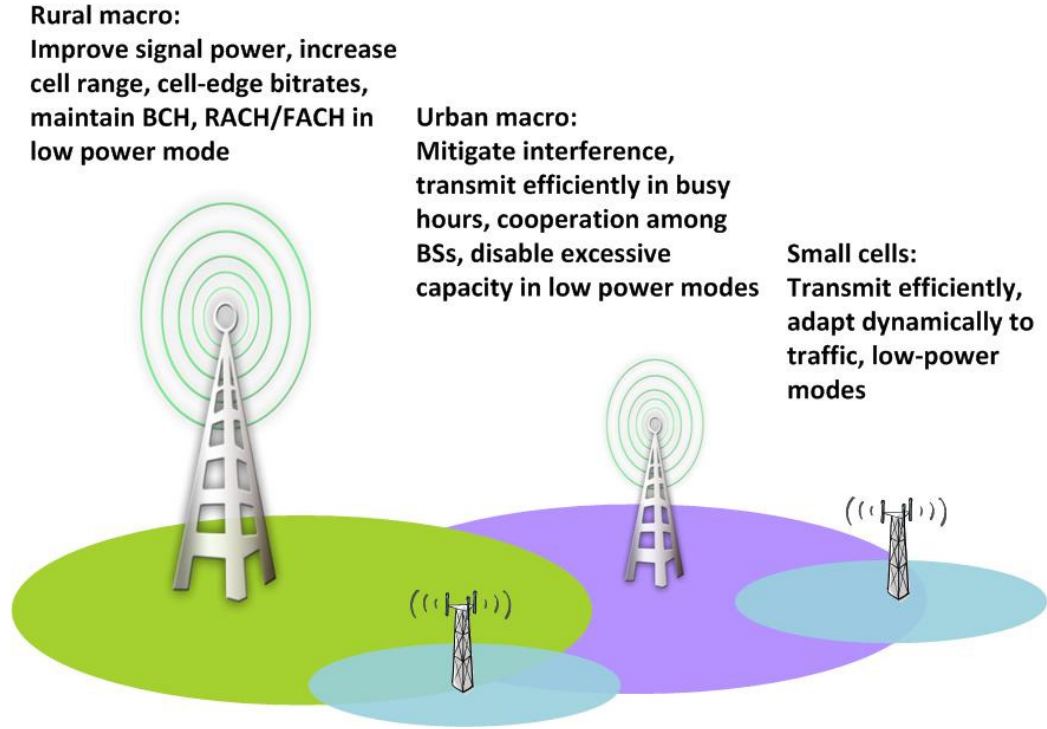 Rural macro:
Improve signal power, increase
cell range, cell-edge bitrates,
maintain BCH, RACH/FACH in
low power mode
Urban macro:
Mitigate interference,
transmit efficiently in busy
hours, cooperation among
BSs, disable excessive
capacity in low power modes
Small cells:
Transmit efficiently,
adapt dynamically to
traffic, low-power
modes